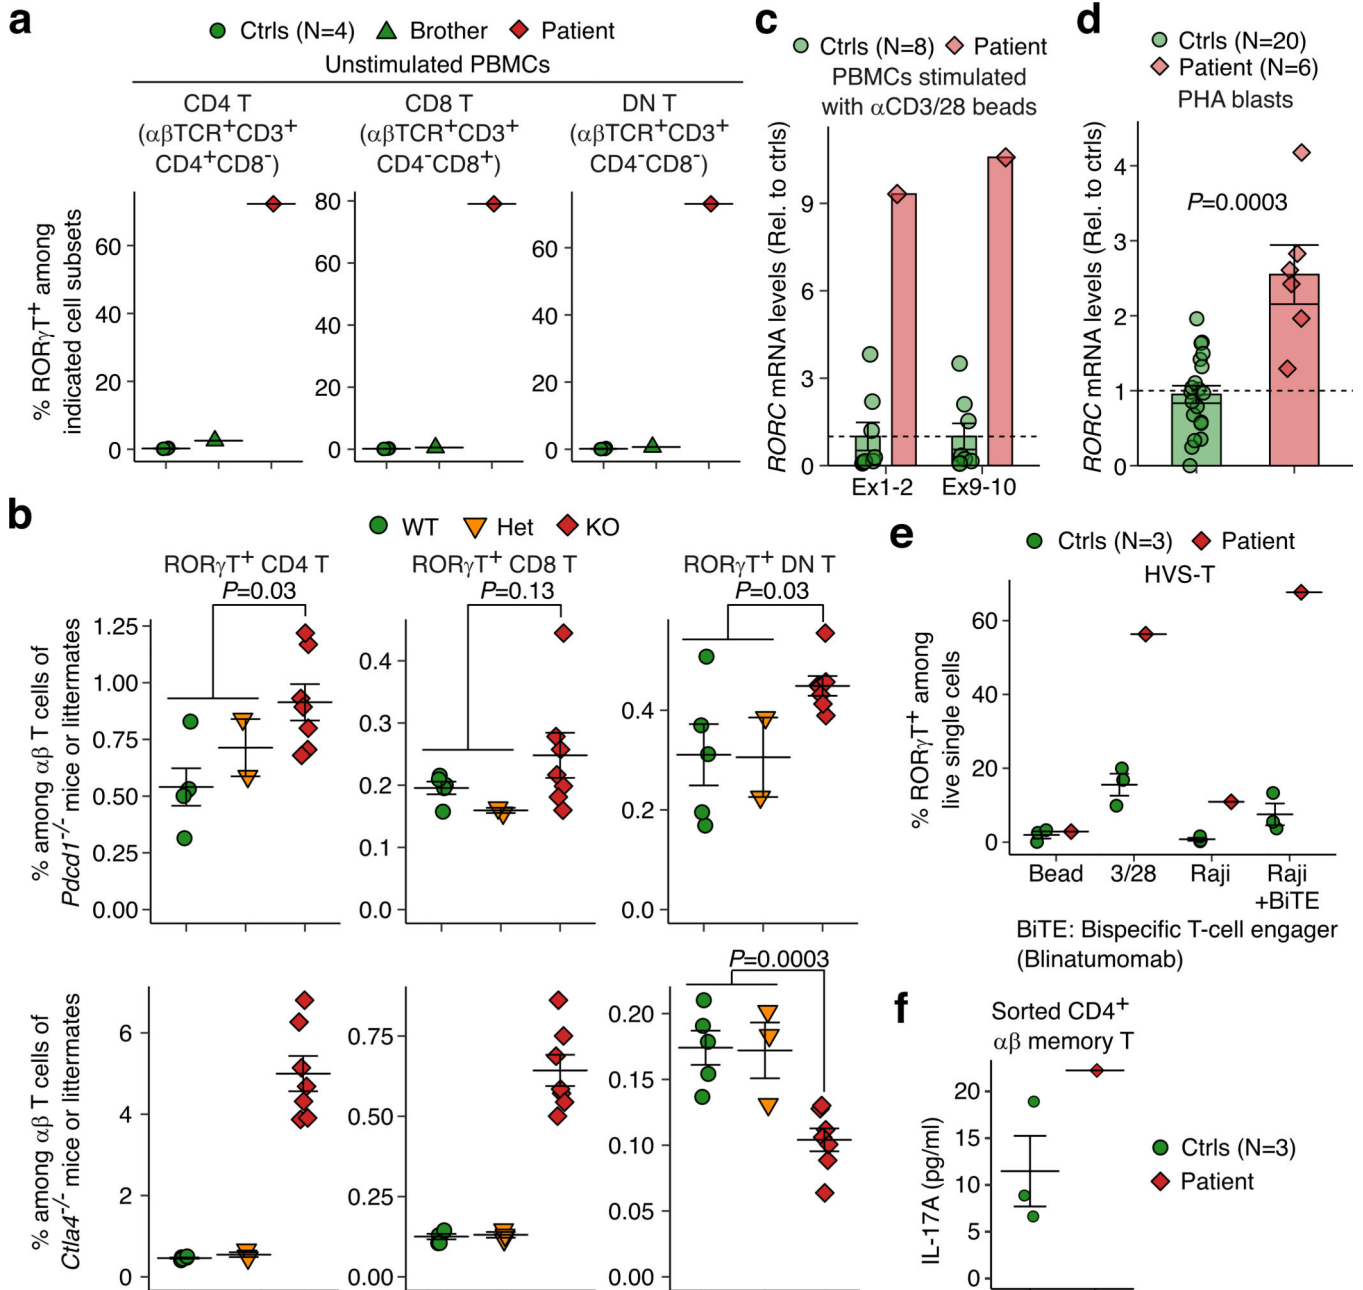 a
Ctrls (N=4) Brother Patient
Unstimulated PBMCs
CD4 T
(αβTCR⁺CD3⁺
CD4⁺CD8⁻)
CD8 T
(αβTCR⁺CD3⁺
CD4⁻CD8⁺)
DN T
(αβTCR⁺CD3⁺
CD4⁻CD8⁻)
% RORγT⁺ among
indicated cell subsets
60
40
20
0
80
60
40
20
0
60
40
20
0
b
WT Het KO
RORγT⁺ CD4 T
P=0.03
RORγT⁺ CD8 T
P=0.13
RORγT⁺ DN T
P=0.03
% among αβ T cells of
Pdcd1⁻/⁻ mice or littermates
1.25
1.00
0.75
0.50
0.25
0.00
0.4
0.3
0.2
0.1
0.0
0.4
0.2
0.0
% among αβ T cells of
Ctla4⁻/⁻ mice or littermates
6
4
2
0
0.75
0.50
0.25
0.00
P=0.0003
0.20
0.15
0.10
0.05
0.00
c
Ctrls (N=8) Patient
PBMCs stimulated
with αCD3/28 beads
RORC mRNA levels (Rel. to ctrls)
9
6
3
0
Ex1-2 Ex9-10
d
Ctrls (N=20)
Patient (N=6)
PHA blasts
P=0.0003
RORC mRNA levels (Rel. to ctrls)
4
3
2
1
0
e
Ctrls (N=3) Patient
HVS-T
% RORγT⁺ among
live single cells
60
40
20
0
Bead 3/28 Raji Raji
+BiTE
BiTE: Bispecific T-cell engager
(Blinatumomab)
f
Sorted CD4⁺
αβ memory T
IL-17A (pg/ml)
20
15
10
5
0
Ctrls (N=3)
Patient